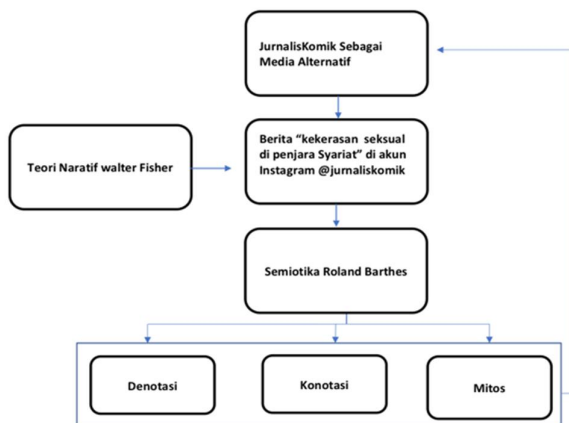 JurnalisKomik Sebagai
Media Alternatif
Teori Naratif walter Fisher
Berita “kekerasan seksual
di penjara Syariat” di akun
Instagram @jurnaliskomik
Semiotika Roland Barthes
Denotasi
Konotasi
Mitos